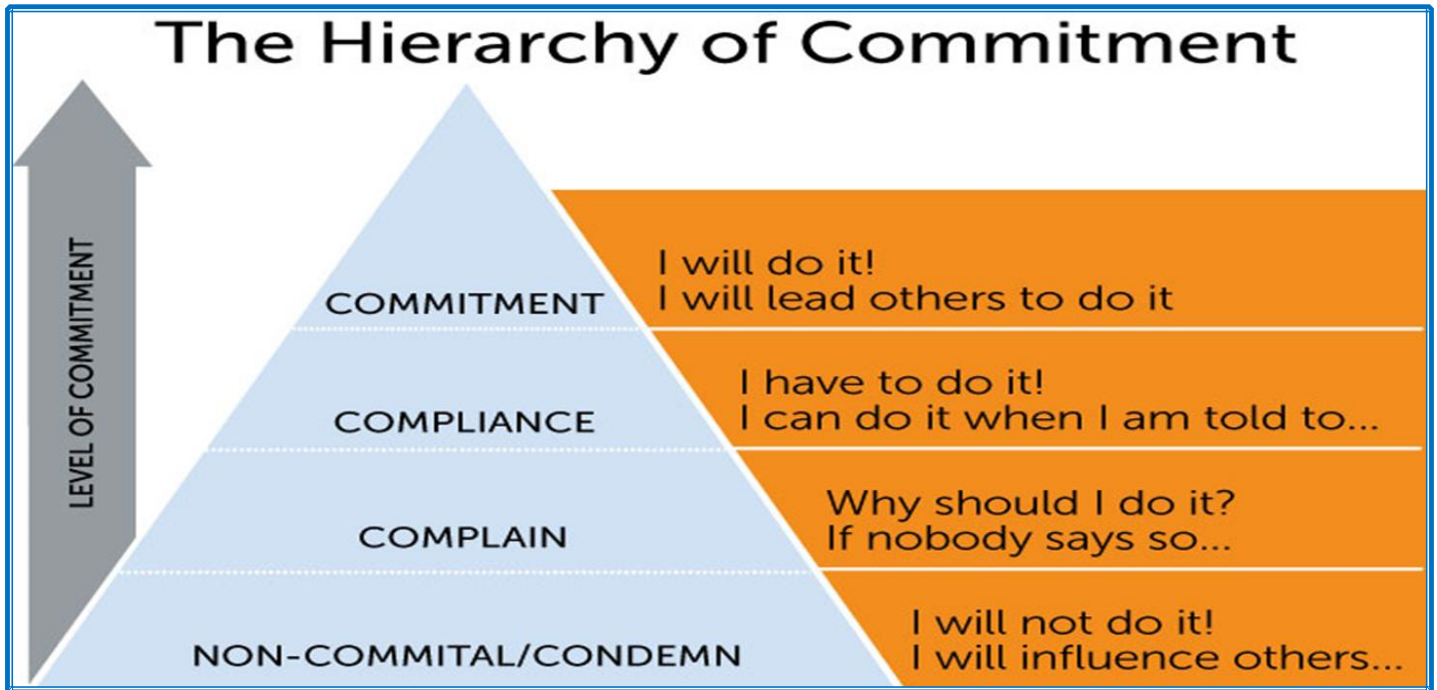 The Hierarchy of Commitment
LEVEL OF COMMITMENT
COMMITMENT
I will do it!
I will lead others to do it
COMPLIANCE
I have to do it!
I can do it when I am told to...
COMPLAIN
Why should I do it?
If nobody says so...
NON-COMMITAL/CONDEMN
I will not do it!
I will influence others...